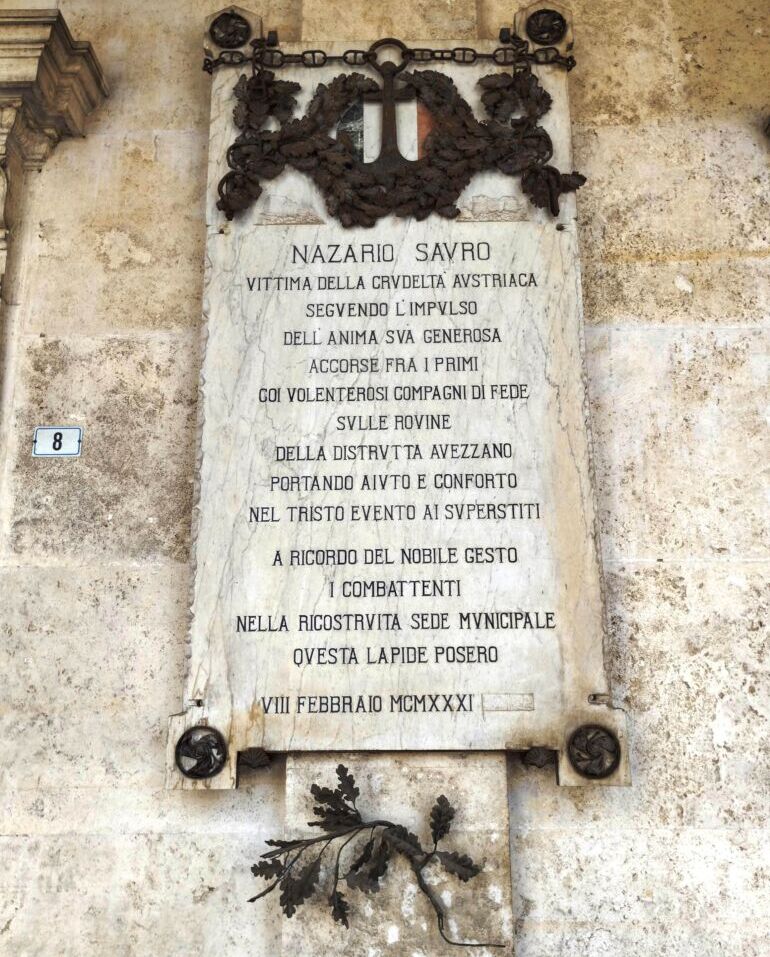 NAZARIO SAVRO
VITTIMA DELLA CRVDELTA' AVSTRIACA
SEGVENDO L'IMPVLSO
DELL'ANIMA SVA GENEROSA
ACCORSE FRA I PRIMI
COI VOLENTEROSI COMPAGNI DI FEDE
SVLLE ROVINE
DELLA DISTRVTTA AVEZZANO
PORTANDO AIVTO E CONFORTO
NEL TRISTO EVENTO AI SVPERSTITI
A RICORDO DEL NOBILE GESTO
I COMBATTENTI
NELLA RICOSTRVITA SEDE MVNICIPALE
QVESTA LAPIDE POSERO
VIII FEBBRAIO MCMXXXI
8